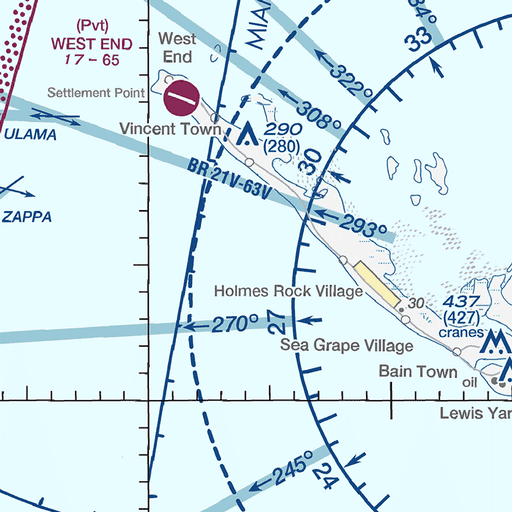 (Pvt)
WEST END
17 - 65
West
End
MIAM
34°
33
322°
Settlement Point
308°
ULAMA
Vincent Town
290
(280)
30
BR 21V-63V
ZAPPA
293°
Holmes Rock Village
30
437
(427)
cranes
270°
27
Sea Grape Village
Bain Town
oil
Lewis Yar
245°
24